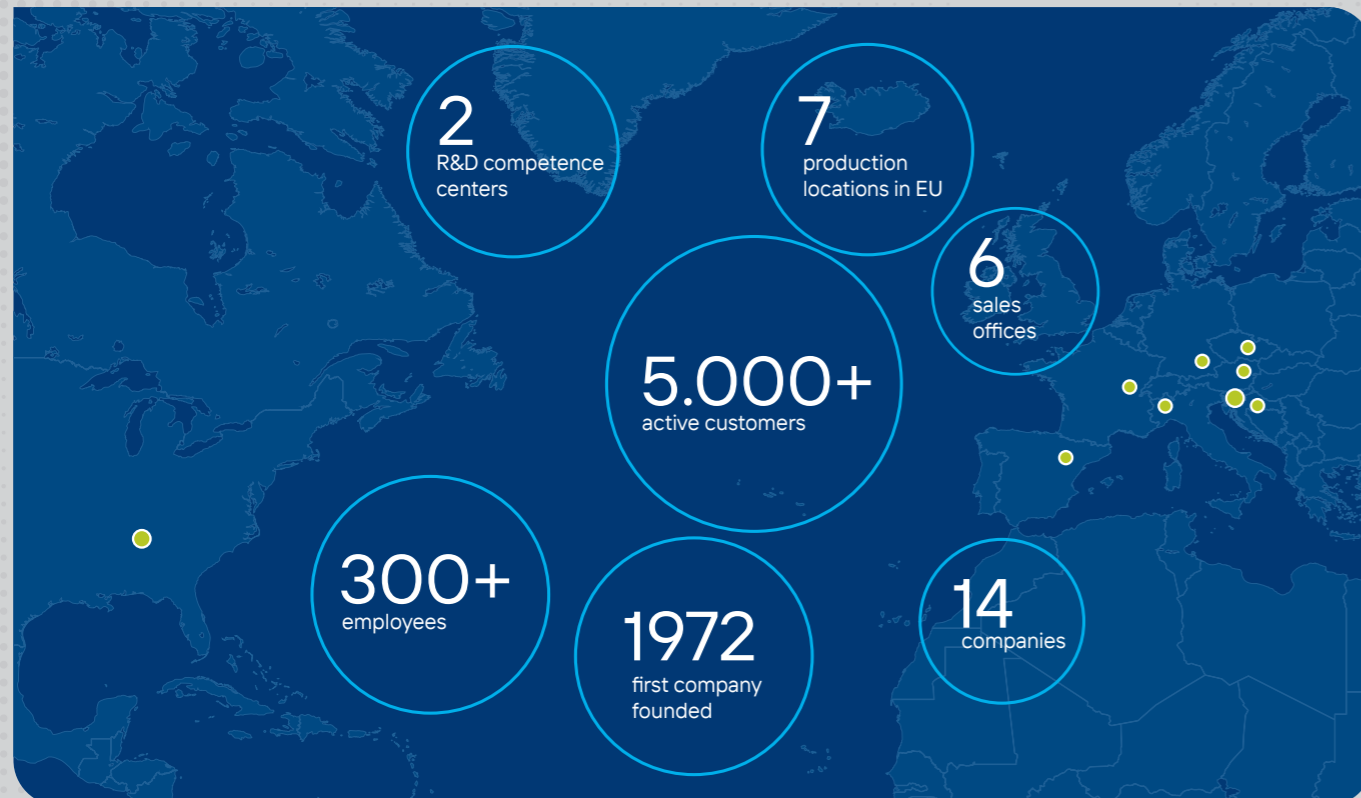 2
R&D competence
centers
7
production
locations in EU
6
sales
offices
5.000+
active customers
300+
employees
1972
first company
founded
14
companies